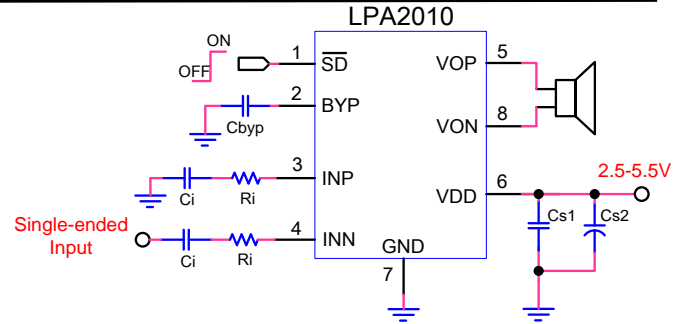 LPA2010
ON
OFF
1
SD
2
BYP
Cbyp
3
INP
Ci
Ri
Single-ended
Input
4
INN
Ci
Ri
5
VOP
8
VON
6
VDD
2.5-5.5V
Cs1
Cs2
GND
7